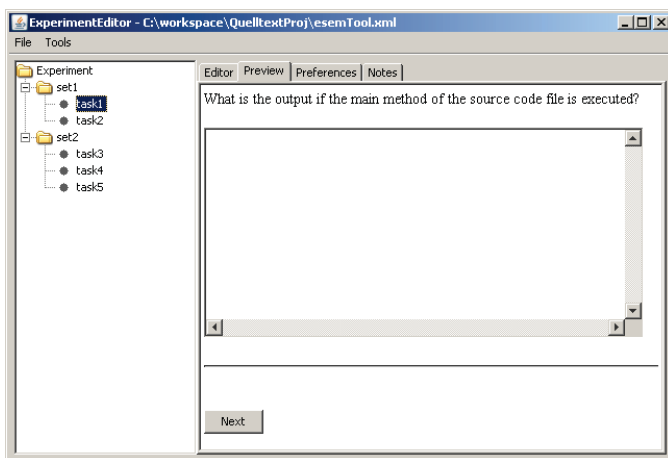 ExperimentEditor - C:\workspace\QuelltextProj\esemTool.xml
File Tools
Experiment
set1
task1
task2
set2
task3
task4
task5
Editor Preview Preferences Notes
What is the output if the main method of the source code file is executed?
Next